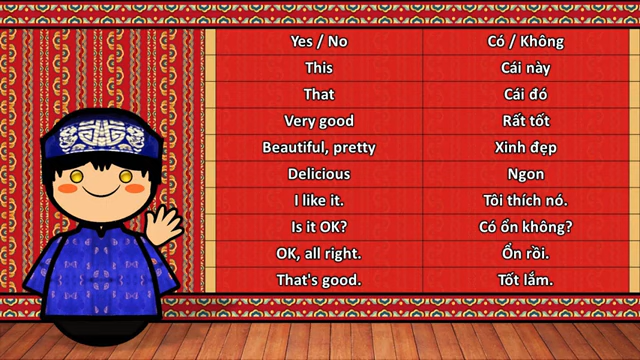 Yes / No Có / Không
This Cái này
That Cái đó
Very good Rất tốt
Beautiful, pretty Xinh đẹp
Delicious Ngon
I like it. Tôi thích nó.
Is it OK? Có ổn không?
OK, all right. Ổn rồi.
That's good. Tốt lắm.